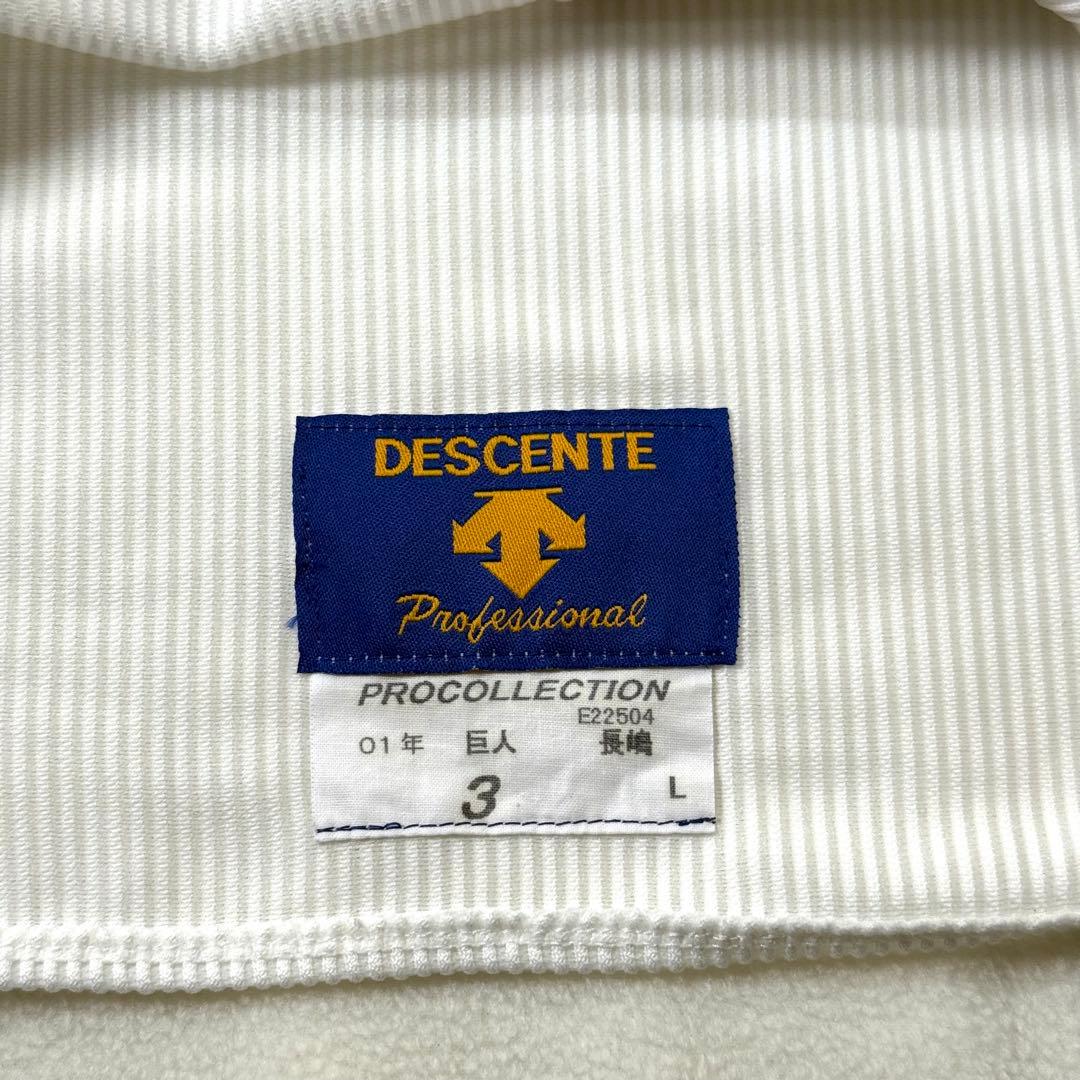 DESCENTE
Professional
PROCOLLECTION
E22504
01年 巨人 長嶋
3 L